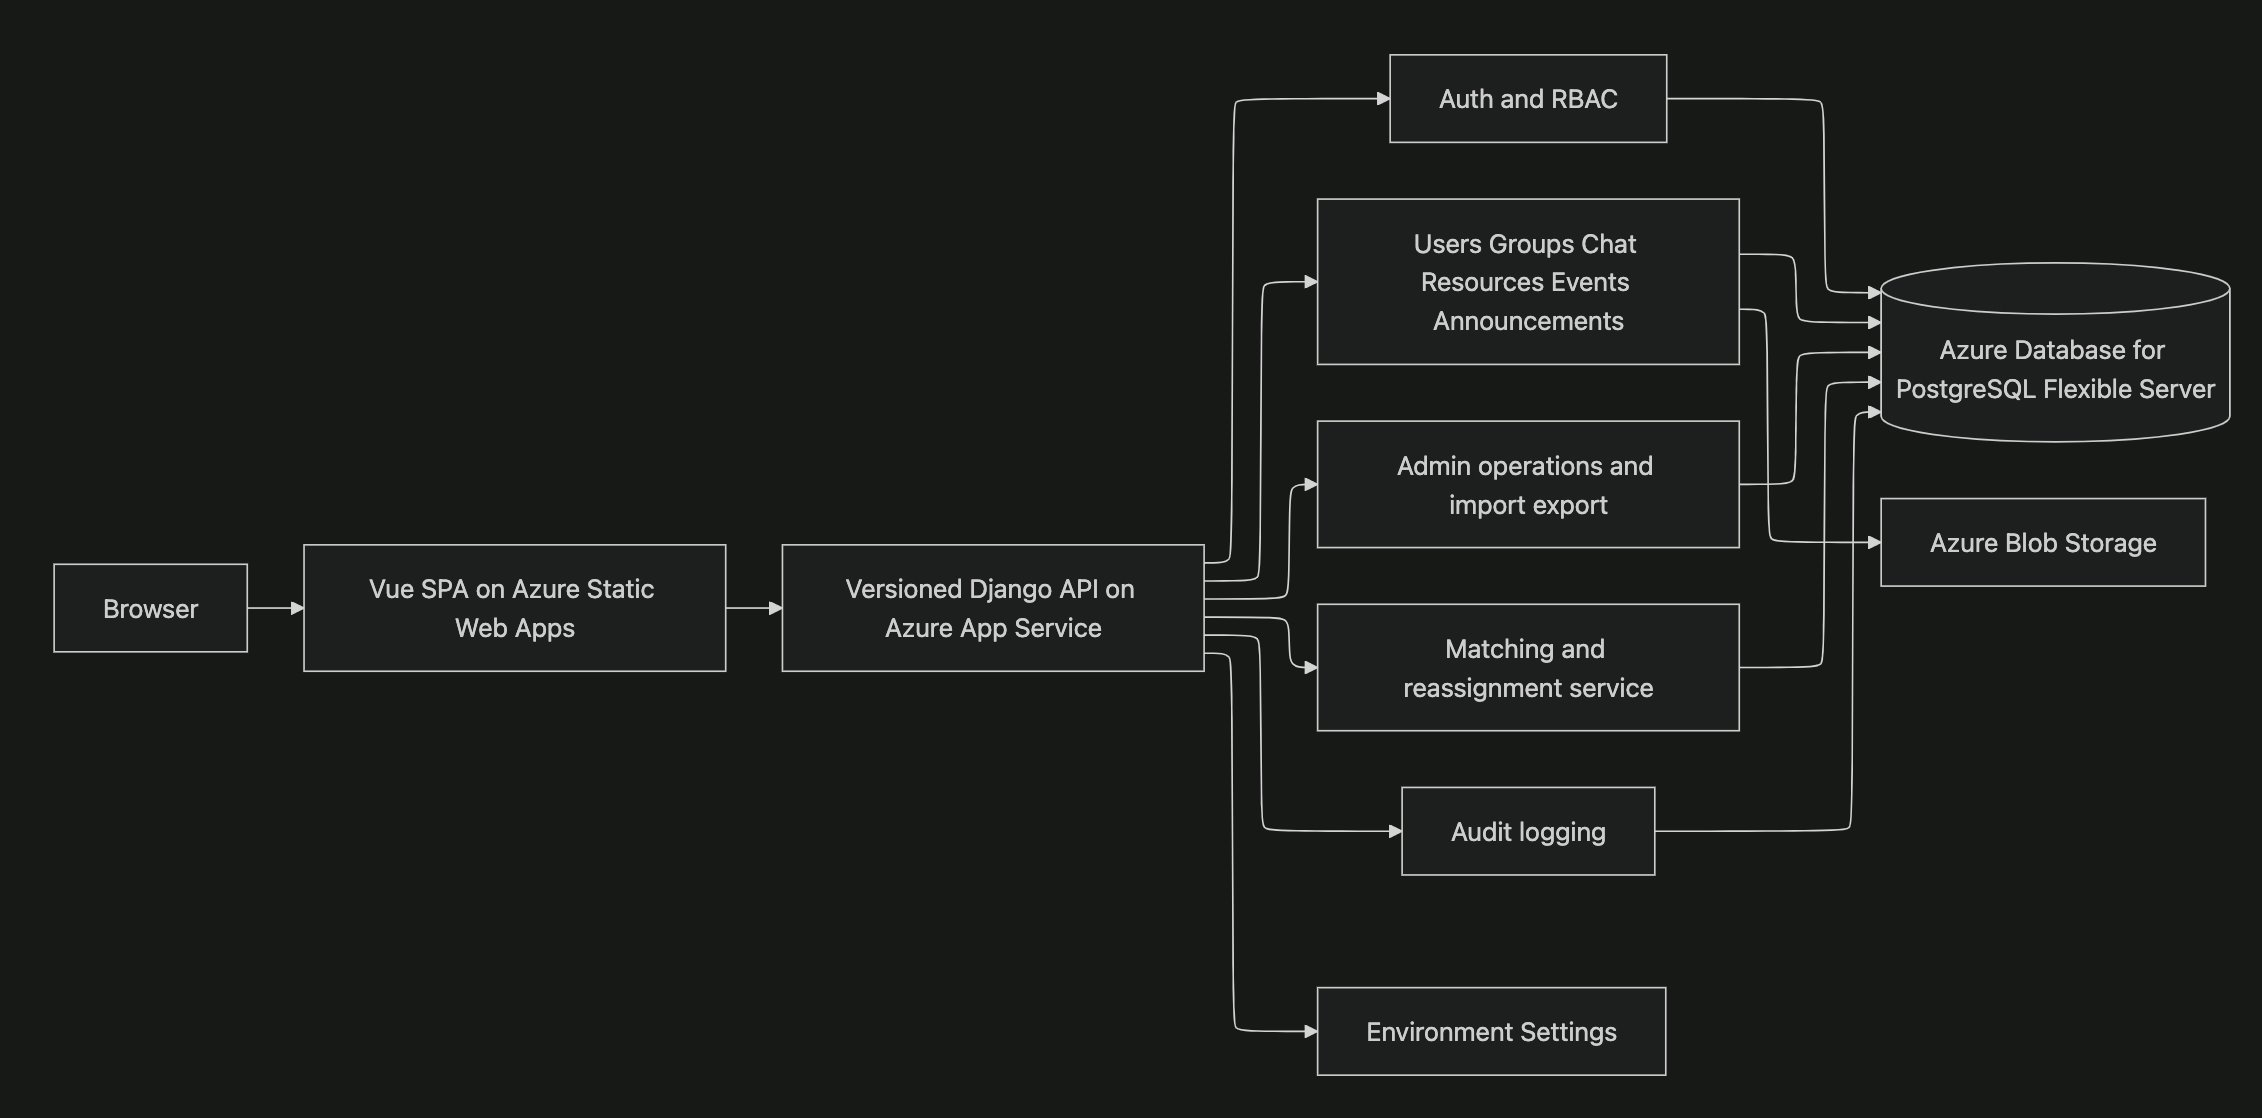 Browser
Vue SPA on Azure Static
Web Apps
Versioned Django API on
Azure App Service
Auth and RBAC
Users Groups Chat
Resources Events
Announcements
Admin operations and
import export
Matching and
reassignment service
Audit logging
Environment Settings
Azure Database for
PostgreSQL Flexible Server
Azure Blob Storage